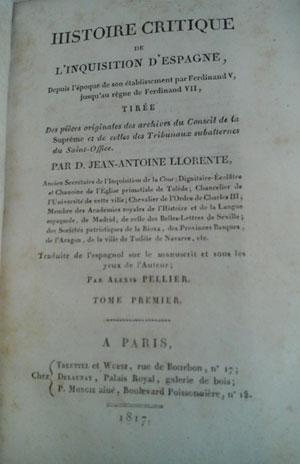 HISTOIRE CRITIQUE
DE
L'INQUISITION D'ESPAGNE,
Depuis l'époque de son établissement par Ferdinand V,
jusqu'au règne de Ferdinand VII,
TIRÉE
Des pièces originales des archives du Conseil de la
Suprême et de celles des Tribunaux subalternes
du Saint-Office.
PAR D. JEAN-ANTOINE LLORENTE,
Ancien Secrétaire de l'Inquisition de la Cour; Dignitaire-Écolâtre
et Chanoine de l'Église primatiale de Tolède; Chancelier de
l'Université de cette ville; Chevalier de l'Ordre de Charles III,
Membre des Académies royales de l'Histoire et de la Langue
espagnole, de Madrid, de celle des Belles-Lettres de Séville;
des Sociétés patriotiques de la Rioxa, des Provinces Basques,
de l'Aragon, de la ville de Tudèle de Navarre, etc.
Traduite de l'espagnol sur le manuscrit et sous les
yeux de l'Auteur;
PAR ALEXIS PELLIER.
TOME PREMIER.
A PARIS,
Chez
TREUTTEL et WURSZ, rue de Bourbon, n° 17;
DELAUNAY, Palais Royal, galerie de bois;
P. MONGIE aîné, Boulevard Poissonnière, n° 18.
1817.